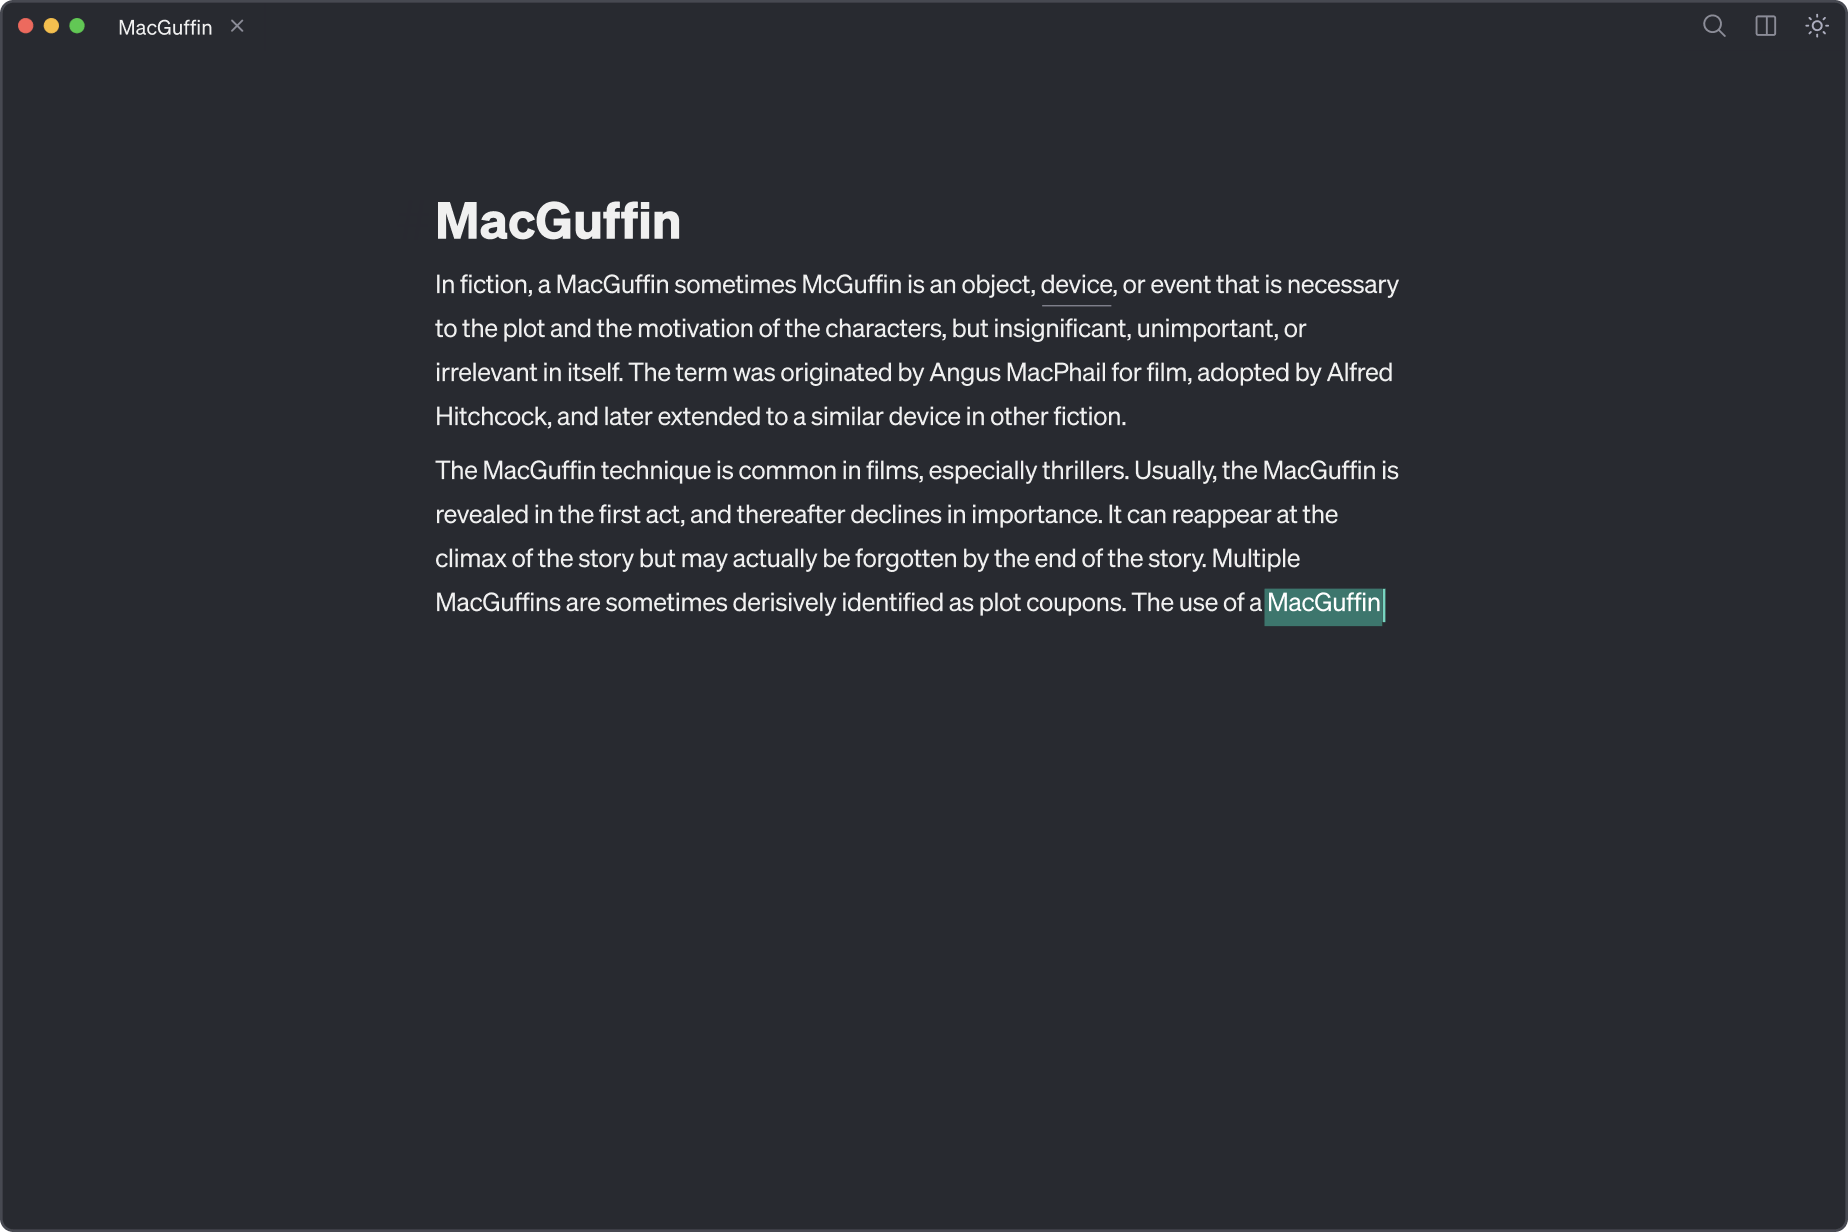 MacGuffin
MacGuffin
In fiction, a MacGuffin sometimes McGuffin is an object, device, or event that is necessary
to the plot and the motivation of the characters, but insignificant, unimportant, or
irrelevant in itself. The term was originated by Angus MacPhail for film, adopted by Alfred
Hitchcock, and later extended to a similar device in other fiction.
The MacGuffin technique is common in films, especially thrillers. Usually, the MacGuffin is
revealed in the first act, and thereafter declines in importance. It can reappear at the
climax of the story but may actually be forgotten by the end of the story. Multiple
MacGuffins are sometimes derisively identified as plot coupons. The use of a MacGuffin